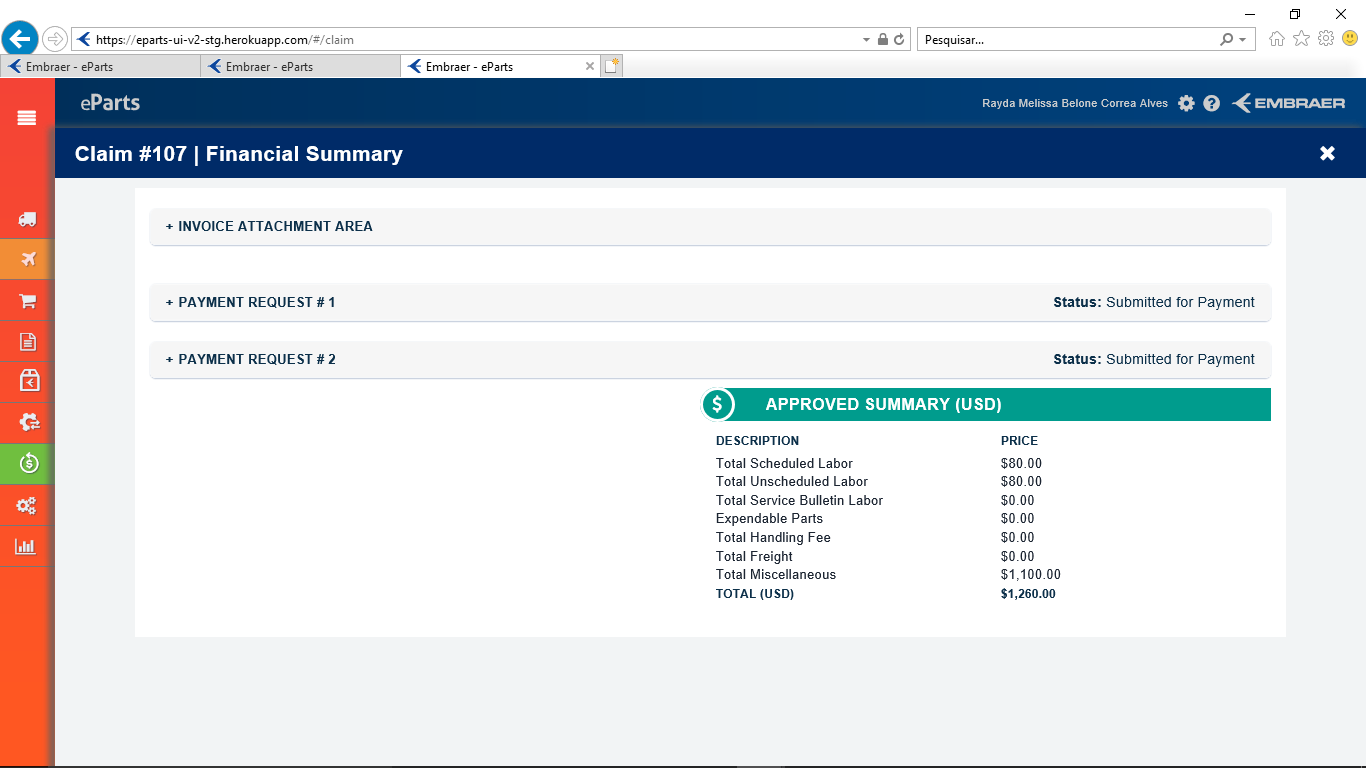 https://eparts-ui-v2-stg.herokuapp.com/#/claim
Pesquisar...
Embraer - eParts
Embraer - eParts
Embraer - eParts
eParts
Rayda Melissa Belone Correa Alves
EMBRAER
Claim #107 | Financial Summary
+ INVOICE ATTACHMENT AREA
+ PAYMENT REQUEST # 1 Status: Submitted for Payment
+ PAYMENT REQUEST # 2 Status: Submitted for Payment
$ APPROVED SUMMARY (USD)
DESCRIPTION PRICE
Total Scheduled Labor $80.00
Total Unscheduled Labor $80.00
Total Service Bulletin Labor $0.00
Expendable Parts $0.00
Total Handling Fee $0.00
Total Freight $0.00
Total Miscellaneous $1,100.00
TOTAL (USD) $1,260.00